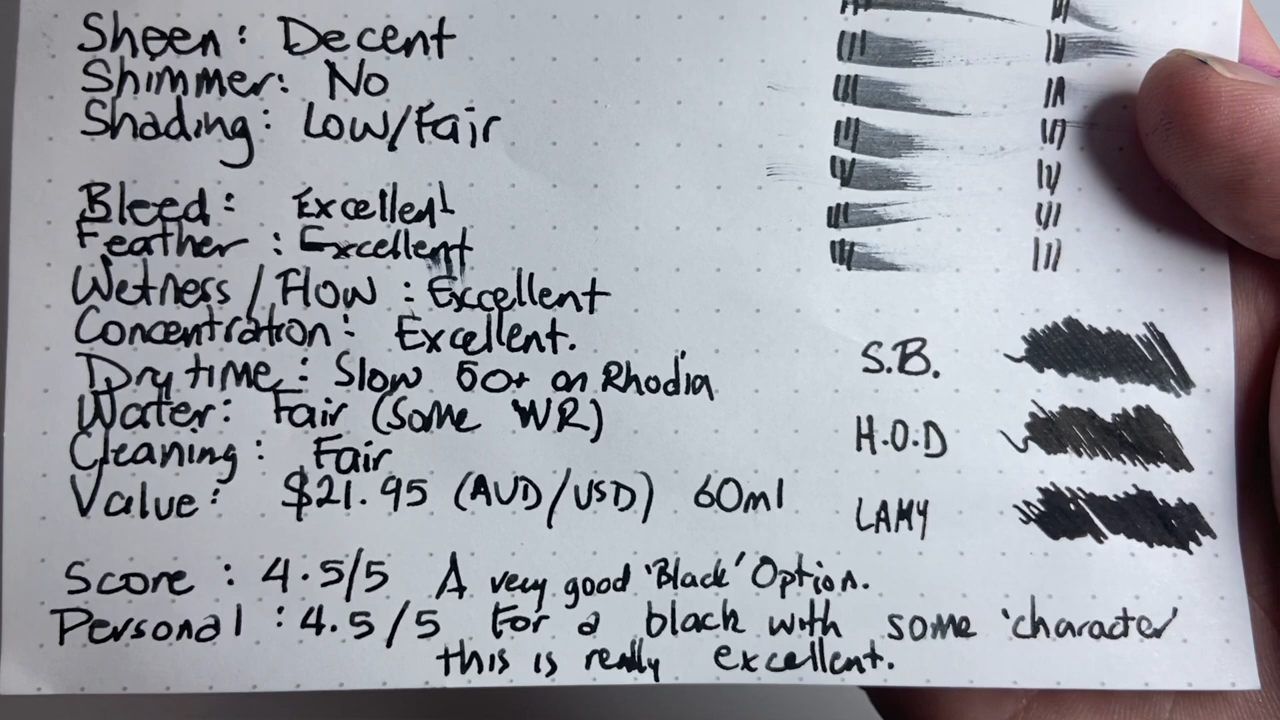 Sheen: Decent
Shimmer: No
Shading: Low/Fair
Bleed: Excellent
Feather: Excellent
Wetness / Flow: Excellent
Concentration: Excellent.
Dry time: Slow 60+ on Rhodia
Water: Fair (Some WR)
Cleaning: Fair
Value: $21.95 (AUD/USD) 60ml
S.B.
H.O.D
LAMY
Score: 4.5/5 A very good 'Black' Option.
Personal: 4.5/5 For a black with some 'character'
this is really excellent.